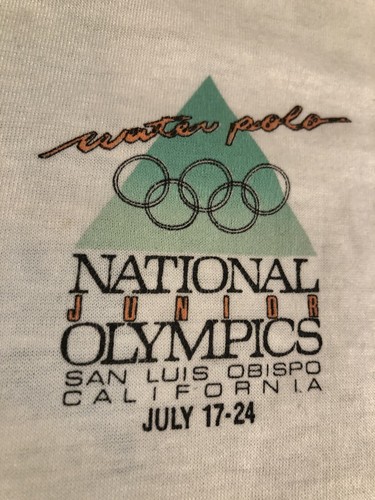 water polo
NATIONAL
JUNIOR
OLYMPICS
SAN LUIS OBISPO
CALIFORNIA
JULY 17-24